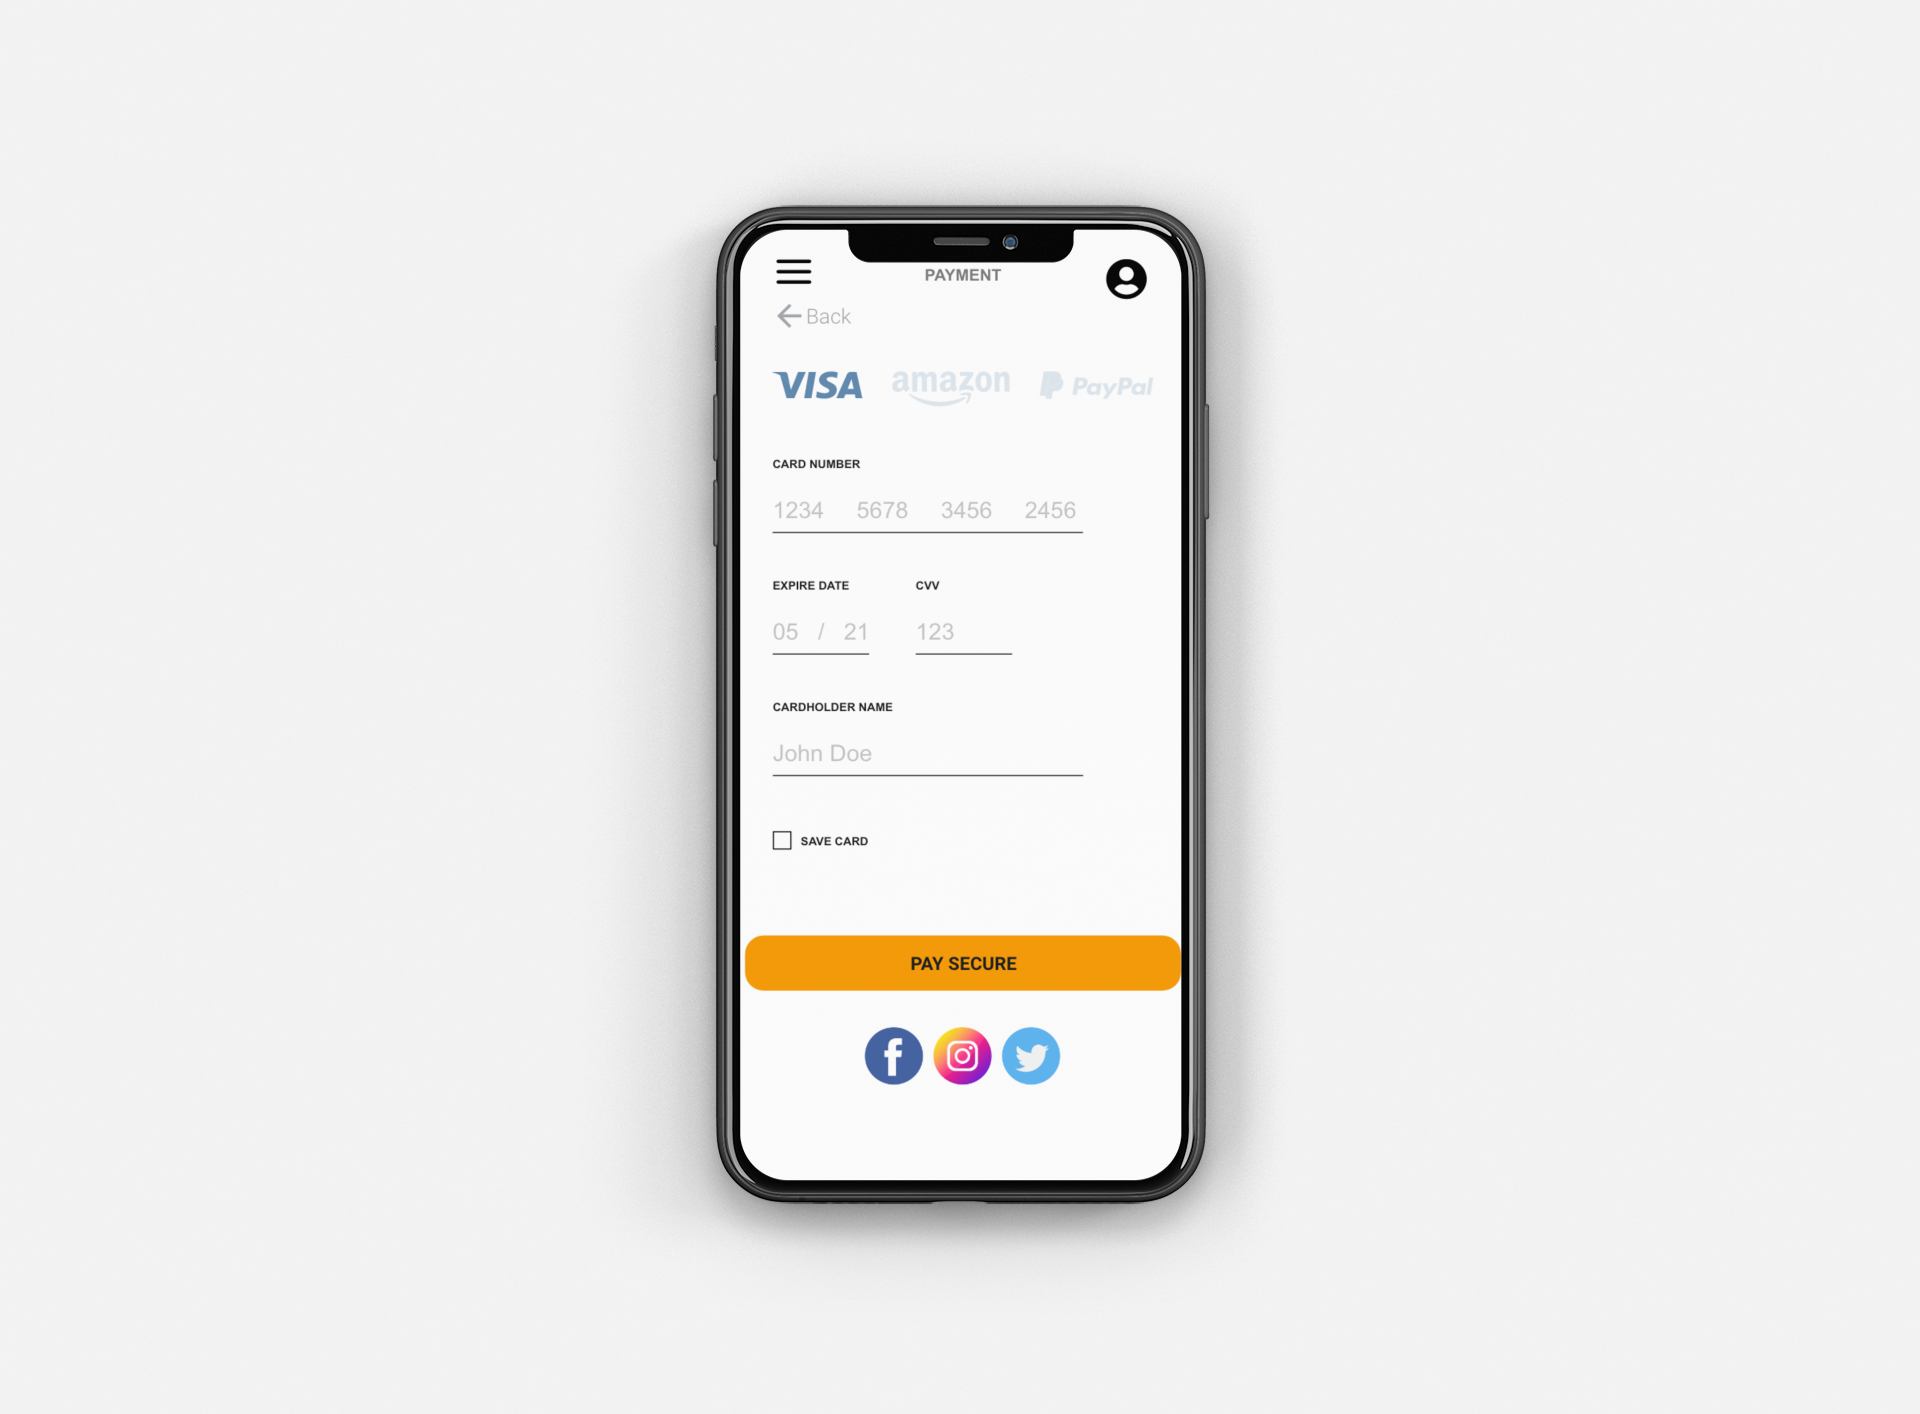 PAYMENT
Back
VISA amazon PayPal
CARD NUMBER
1234 5678 3456 2456
EXPIRE DATE CVV
05 / 21 123
CARDHOLDER NAME
John Doe
SAVE CARD
PAY SECURE